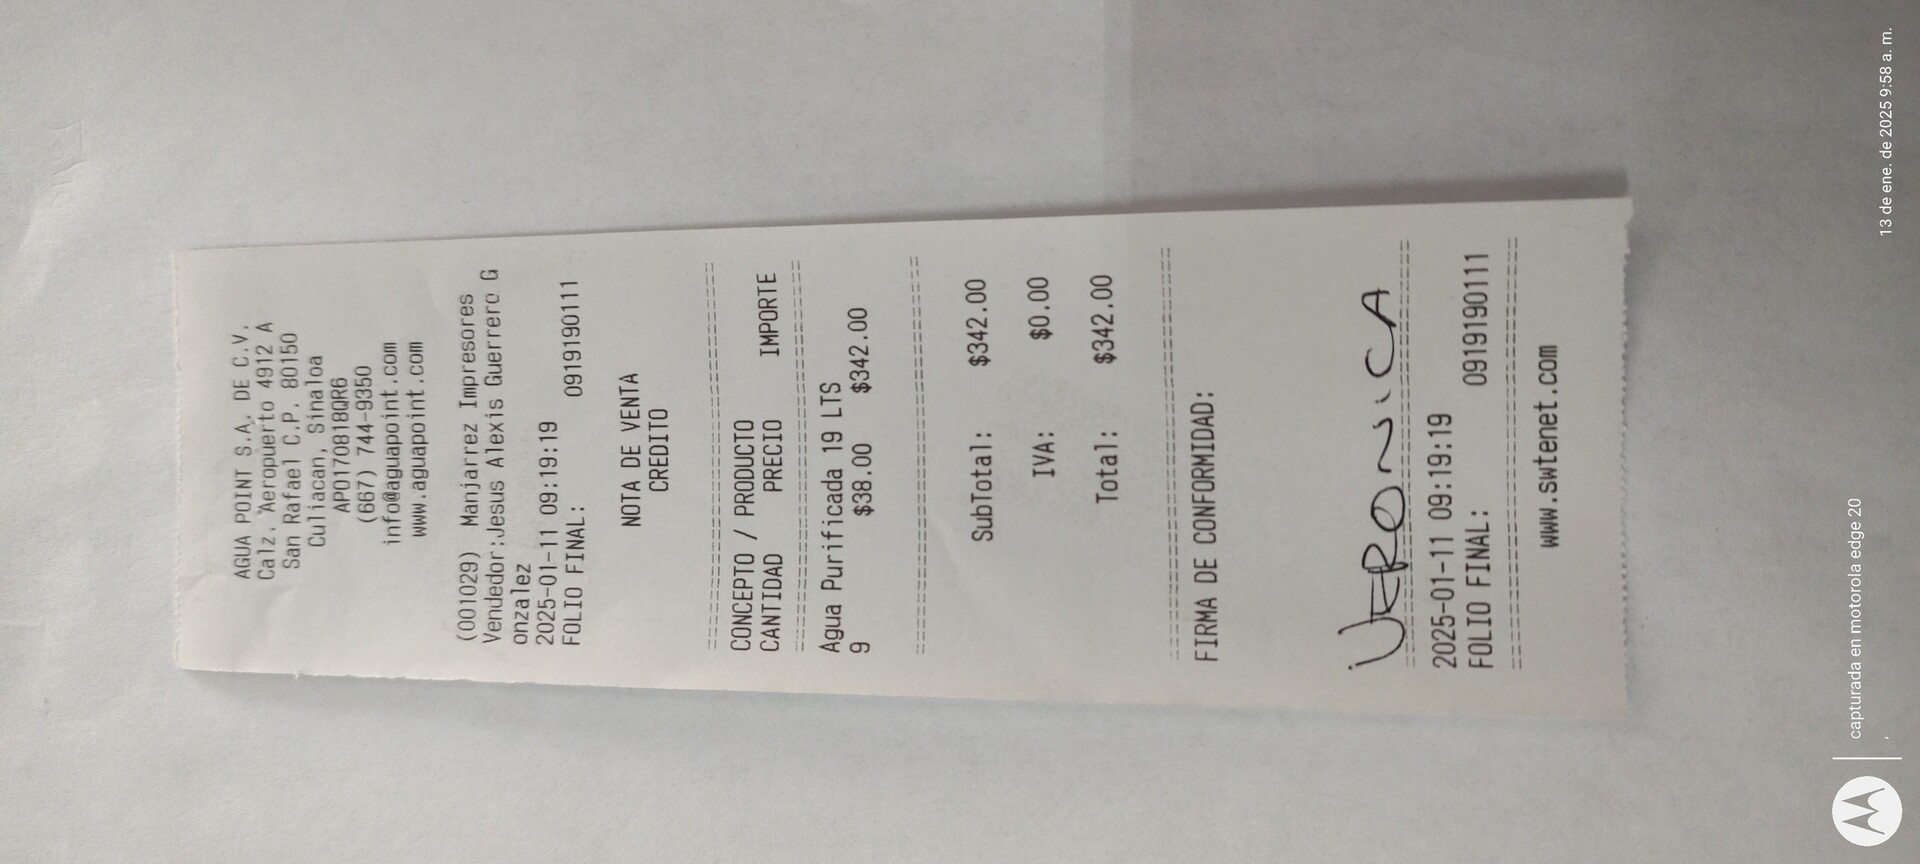 AGUA POINT S.A. DE C.V.
Calz. Aeropuerto 4912 A
San Rafael C.P. 80150
Culiacan, Sinaloa
APO170818QR6
(667) 744-9350
info@aguapoint.com
www.aguapoint.com
(001029) Manjarrez Impresores
Vendedor:Jesus Alexis Guerrero G
onzalez
2025-01-11 09:19:19
FOLIO FINAL: 0919190111
NOTA DE VENTA
CREDITO
================================
CONCEPTO / PRODUCTO
CANTIDAD PRECIO IMPORTE
================================
Agua Purificada 19 LTS
9 $38.00 $342.00
================================
SubTotal: $342.00
IVA: $0.00
Total: $342.00
================================
FIRMA DE CONFORMIDAD:
VERONICA
================================
2025-01-11 09:19:19
FOLIO FINAL: 0919190111
================================
www.swtenet.com
capturada en motorola edge 20
13 de ene. de 2025 9:58 a. m.